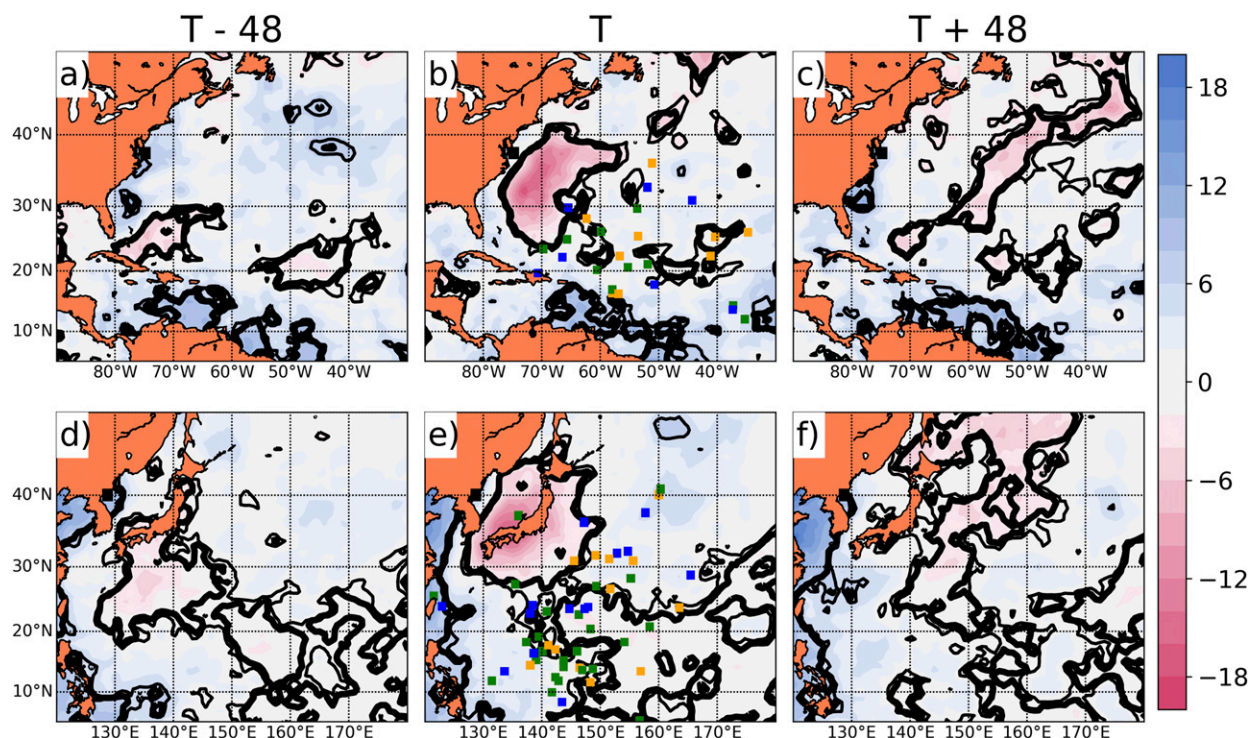 T - 48 T T + 48
a) b) c)
40°N
30°N
20°N
10°N
80°W 70°W 60°W 50°W 40°W 80°W 70°W 60°W 50°W 40°W 80°W 70°W 60°W 50°W 40°W
d) e) f)
40°N
30°N
20°N
10°N
130°E 140°E 150°E 160°E 170°E 130°E 140°E 150°E 160°E 170°E 130°E 140°E 150°E 160°E 170°E
18
12
6
0
−6
−12
−18